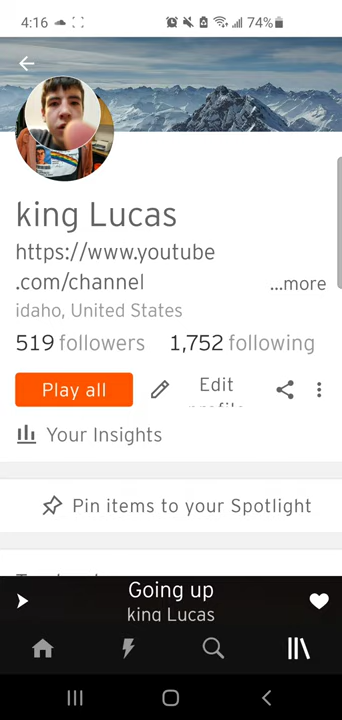 4:16
74%
king Lucas
https://www.youtube
.com/channel
...more
idaho, United States
519 followers 1,752 following
Play all
Edit
profile
Your Insights
Pin items to your Spotlight
Going up
king Lucas